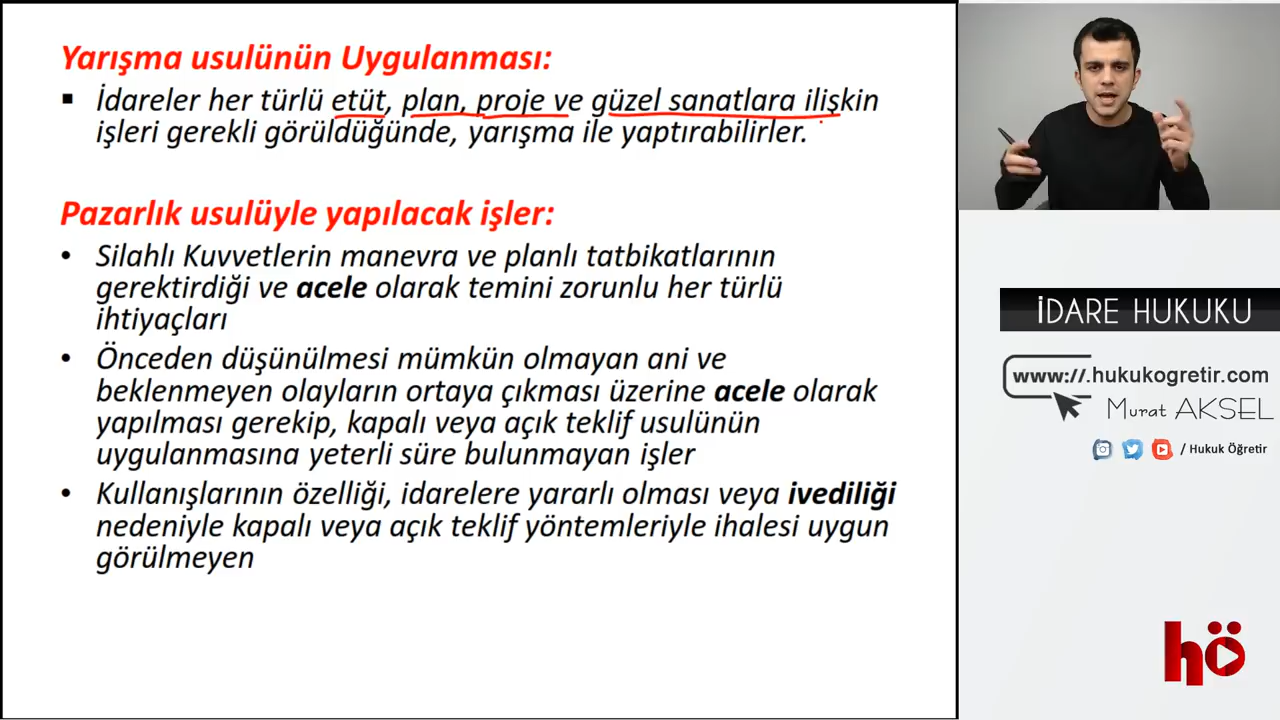 Yarışma usulünün Uygulanması:
▪ İdareler her türlü etüt, plan, proje ve güzel sanatlara ilişkin
işleri gerekli görüldüğünde, yarışma ile yaptırabilirler.
Pazarlık usulüyle yapılacak işler:
• Silahlı Kuvvetlerin manevra ve planlı tatbikatlarının
gerektirdiği ve acele olarak temini zorunlu her türlü
ihtiyaçları
• Önceden düşünülmesi mümkün olmayan ani ve
beklenmeyen olayların ortaya çıkması üzerine acele olarak
yapılması gerekip, kapalı veya açık teklif usulünün
uygulanmasına yeterli süre bulunmayan işler
• Kullanışlarının özelliği, idarelere yararlı olması veya ivediliği
nedeniyle kapalı veya açık teklif yöntemleriyle ihalesi uygun
görülmeyen
İDARE HUKUKU
www://.hukukogretir.com
Murat AKSEL
/ Hukuk Öğretir
hö